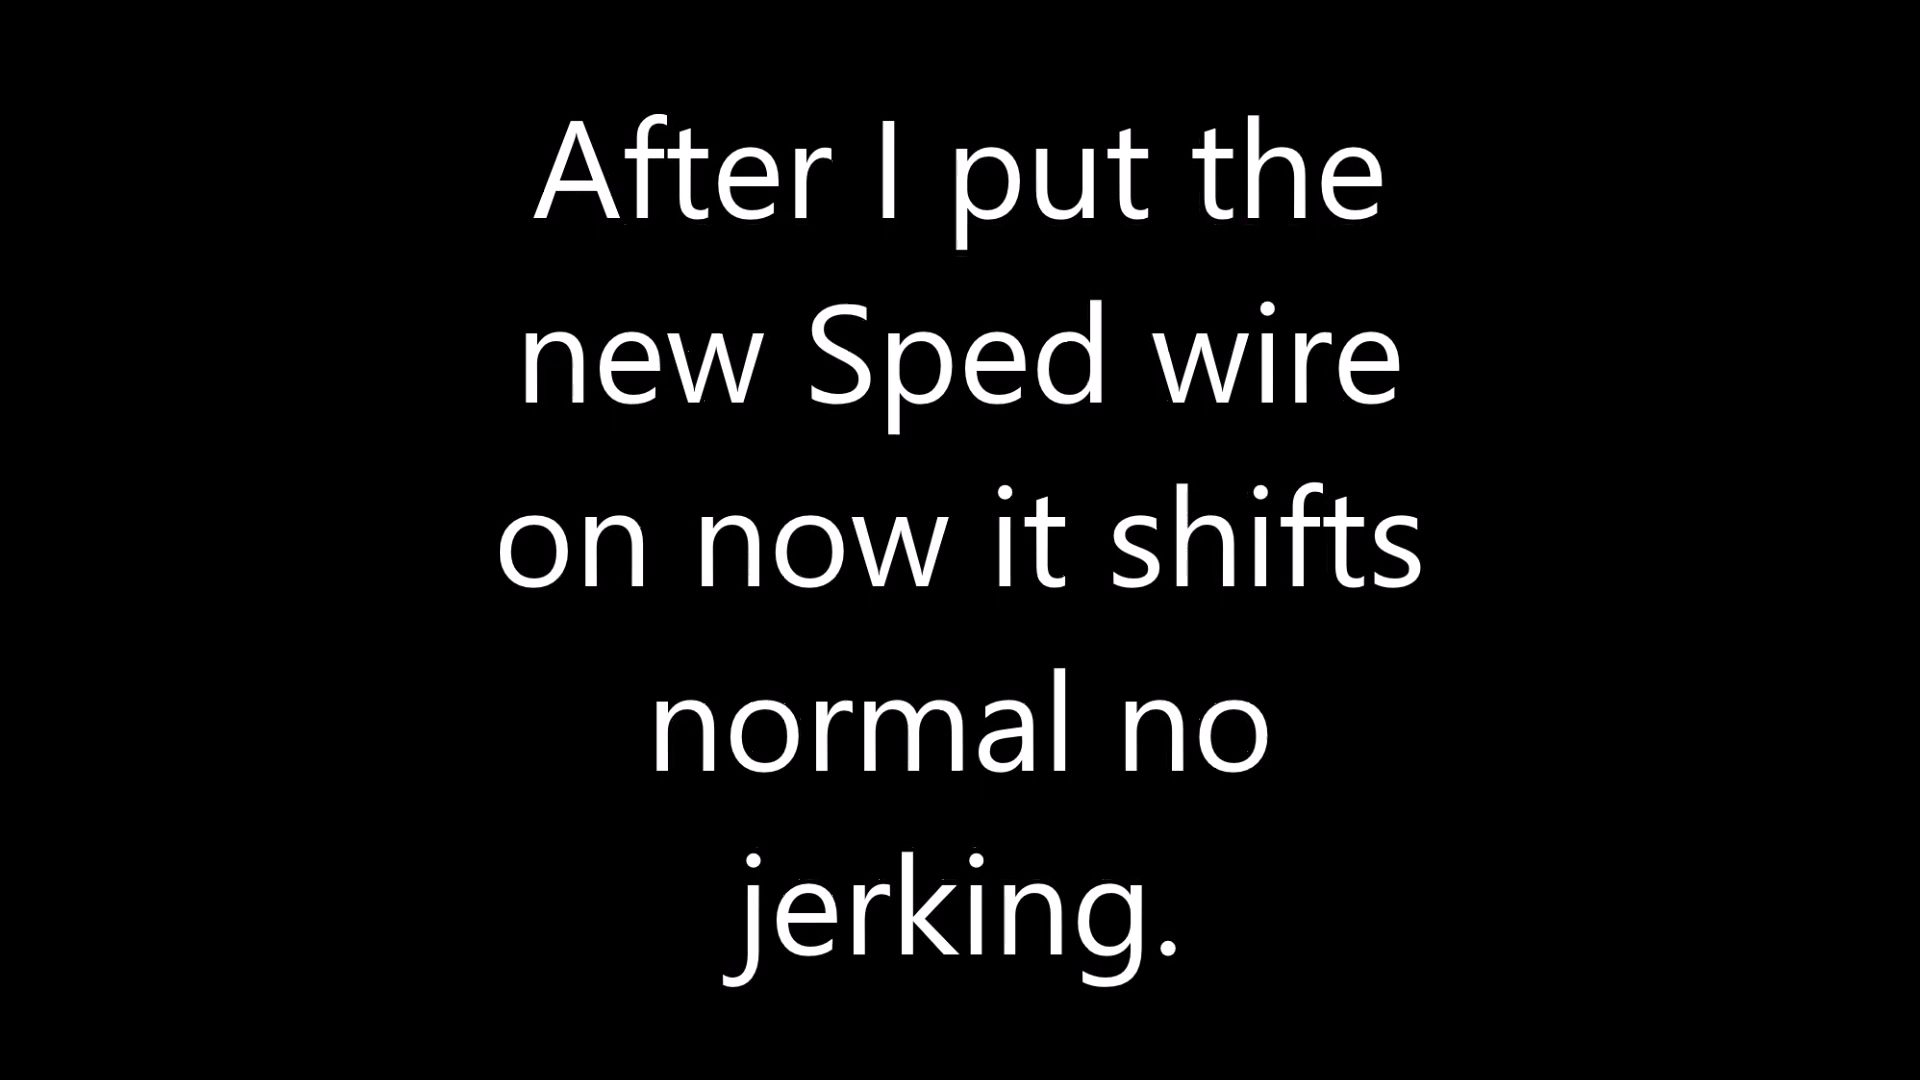 After I put the
new Sped wire
on now it shifts
normal no
jerking.